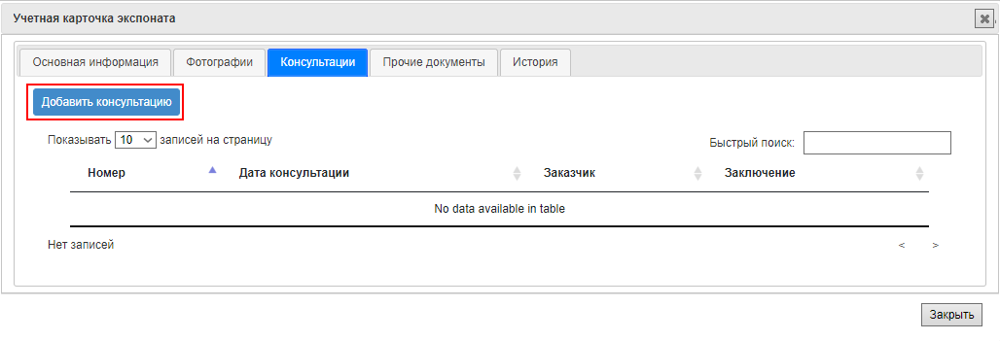 Учетная карточка экспоната
Основная информация Фотографии Консультации Прочие документы История
Добавить консультацию
Показывать 10 записей на страницу Быстрый поиск:
Номер Дата консультации Заказчик Заключение
No data available in table
Нет записей < >
Закрыть